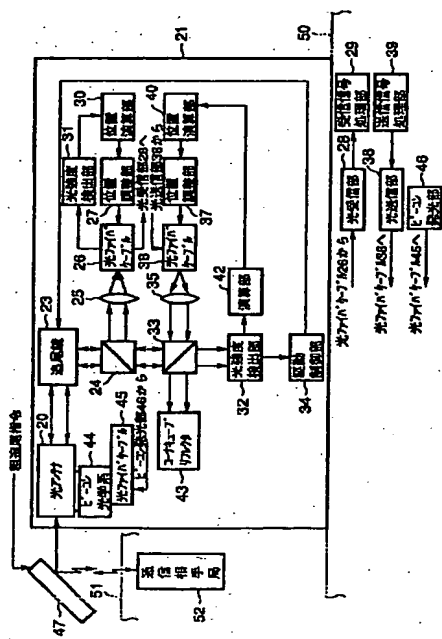 21
50
粗追尾指令
47
51
通信相手局
52
光アンテナ
20
追尾鏡
23
ビーコン光学系
44
光ファイバケーブル
45
ビーコン発光部46から
コーナキューブリフレクタ
43
24
25
33
35
光ファイバケーブル
26
光ファイバケーブル
36
位置調整部
27
位置調整部
37
位置演算部
30
位置演算部
40
光強度検出部
31
光受信部28へ
光送信部38から
光強度検出部
32
演算部
42
駆動制御部
34
光ファイバケーブル26から
光受信部
28
受信信号処理部
29
光ファイバケーブル36へ
光送信部
38
送信信号処理部
39
光ファイバケーブル45へ
ビーコン発光部
46